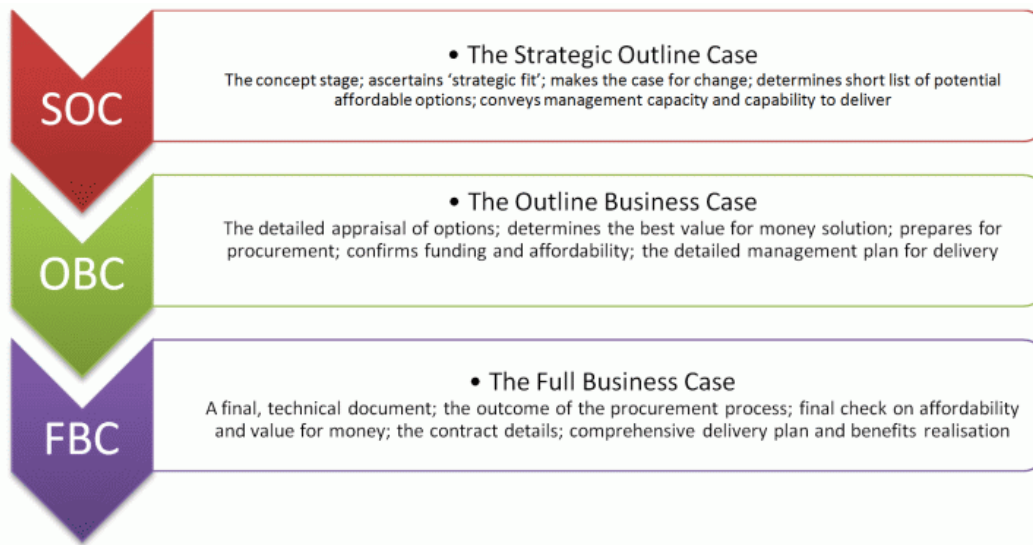 SOC
• The Strategic Outline Case
The concept stage; ascertains ‘strategic fit’; makes the case for change; determines short list of potential
affordable options; conveys management capacity and capability to deliver
OBC
• The Outline Business Case
The detailed appraisal of options; determines the best value for money solution; prepares for
procurement; confirms funding and affordability; the detailed management plan for delivery
FBC
• The Full Business Case
A final, technical document; the outcome of the procurement process; final check on affordability
and value for money; the contract details; comprehensive delivery plan and benefits realisation